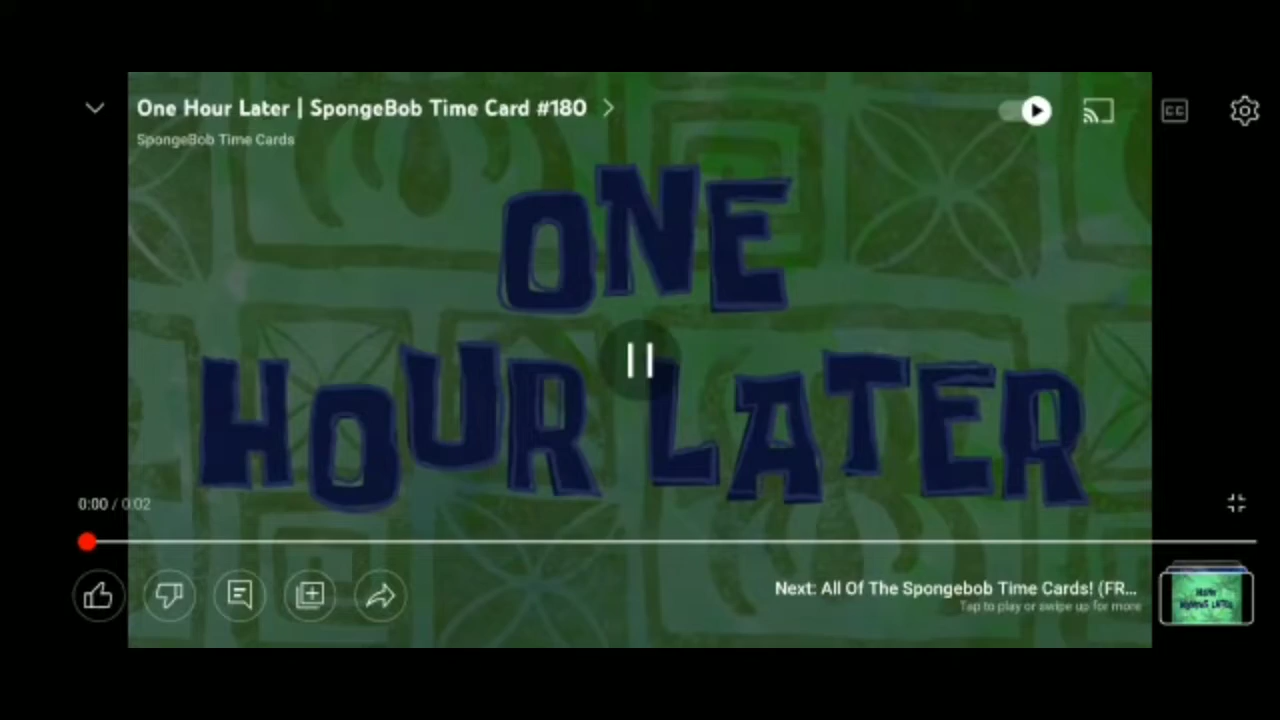 One Hour Later | SpongeBob Time Card #180
SpongeBob Time Cards
CC
ONE
HOUR LATER
0:00 / 0:02
Next: All Of The Spongebob Time Cards! (FR...
Tap to play or swipe up for more